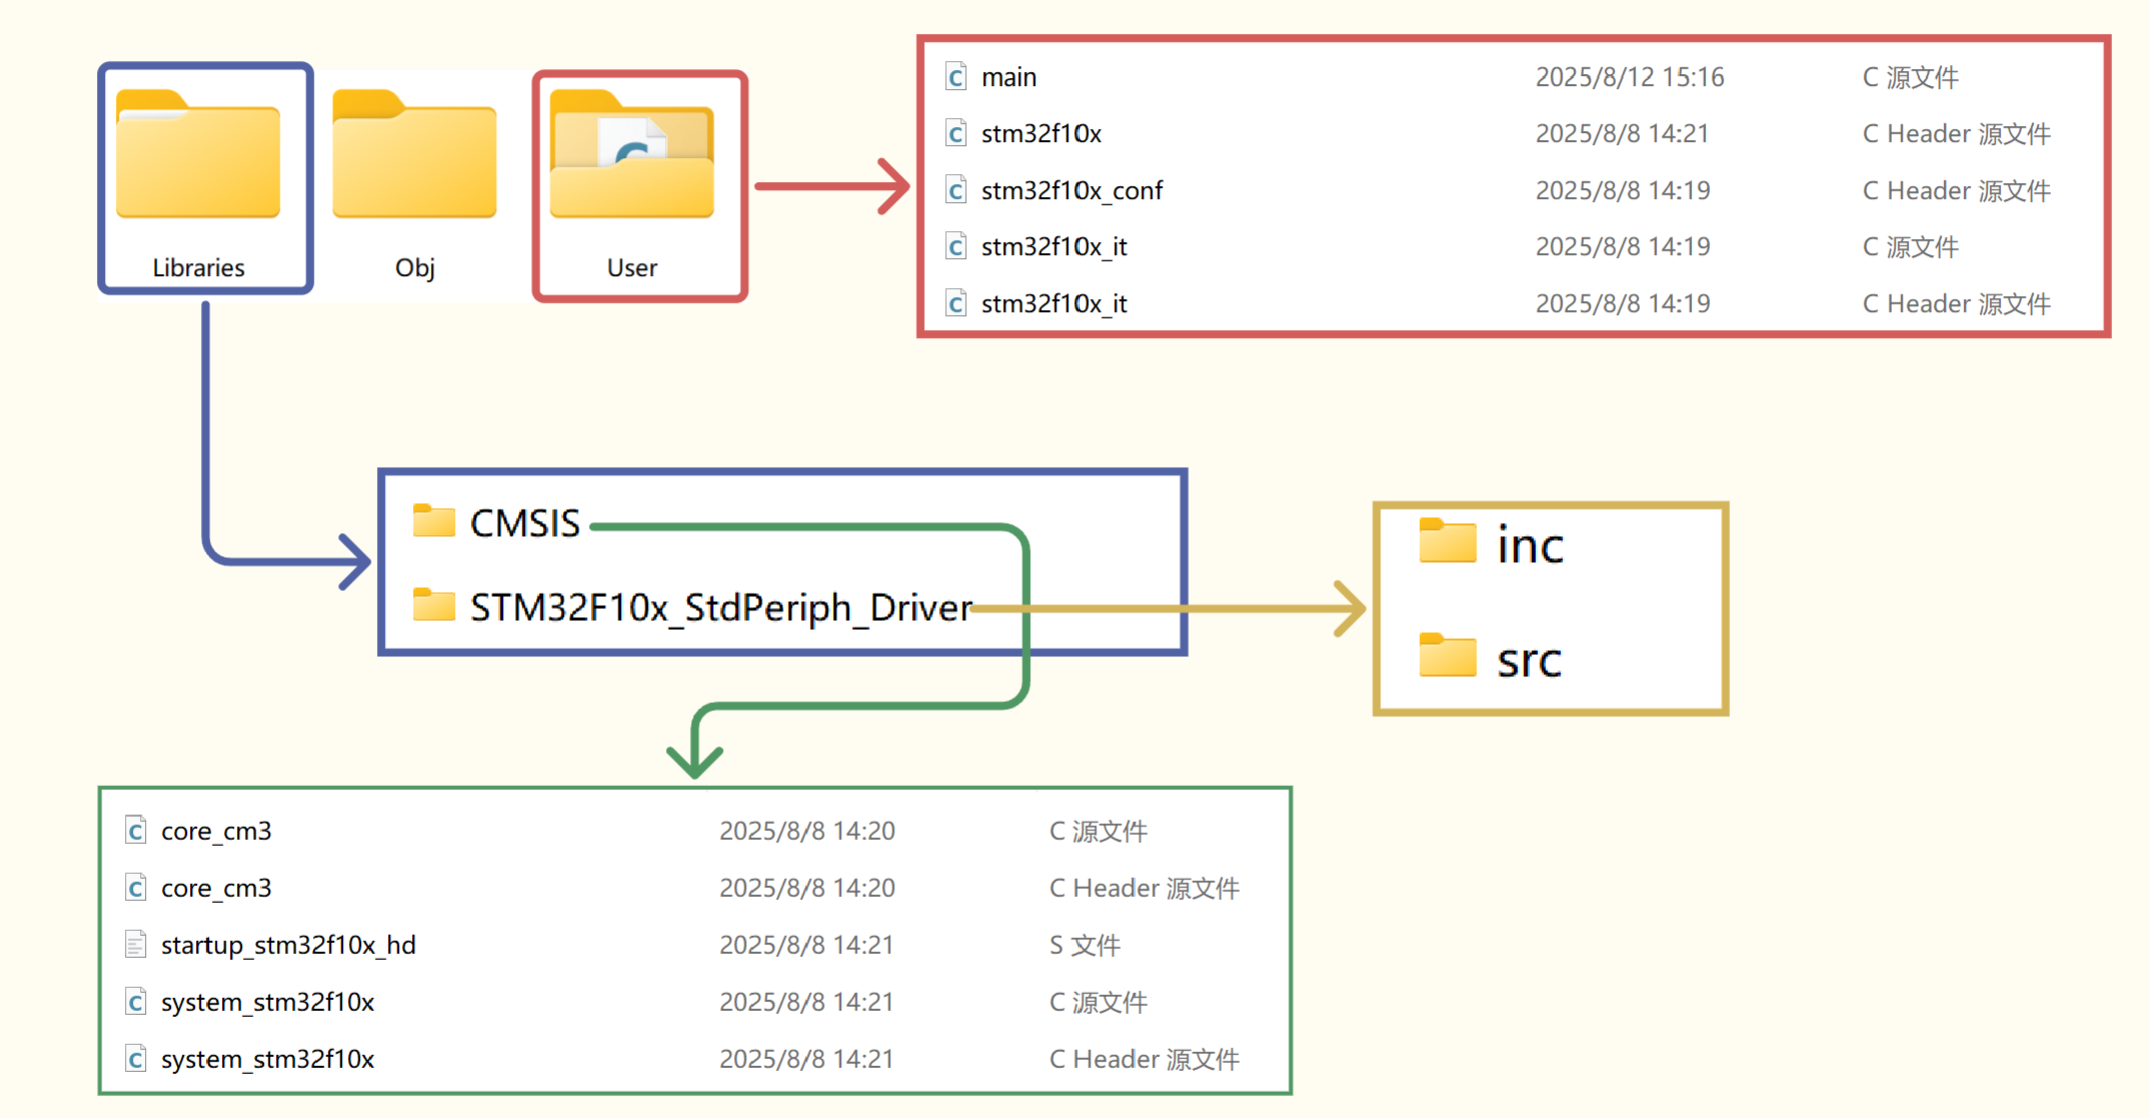 Libraries
Obj
User
main 2025/8/12 15:16 C 源文件
stm32f10x 2025/8/8 14:21 C Header 源文件
stm32f10x_conf 2025/8/8 14:19 C Header 源文件
stm32f10x_it 2025/8/8 14:19 C 源文件
stm32f10x_it 2025/8/8 14:19 C Header 源文件
CMSIS
STM32F10x_StdPeriph_Driver
inc
src
core_cm3 2025/8/8 14:20 C 源文件
core_cm3 2025/8/8 14:20 C Header 源文件
startup_stm32f10x_hd 2025/8/8 14:21 S 文件
system_stm32f10x 2025/8/8 14:21 C 源文件
system_stm32f10x 2025/8/8 14:21 C Header 源文件